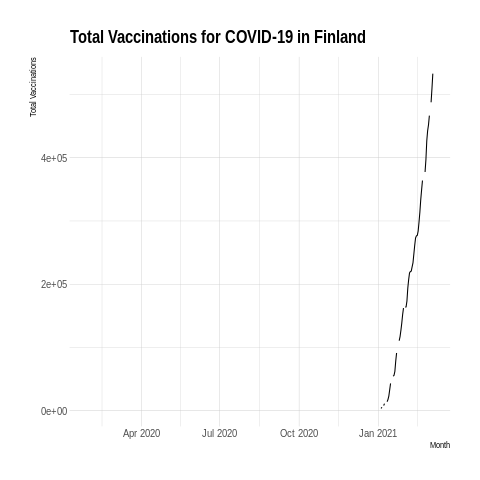 Total Vaccinations for COVID-19 in Finland
Total Vaccinations
4e+05
2e+05
0e+00
Apr 2020 Jul 2020 Oct 2020 Jan 2021
Month